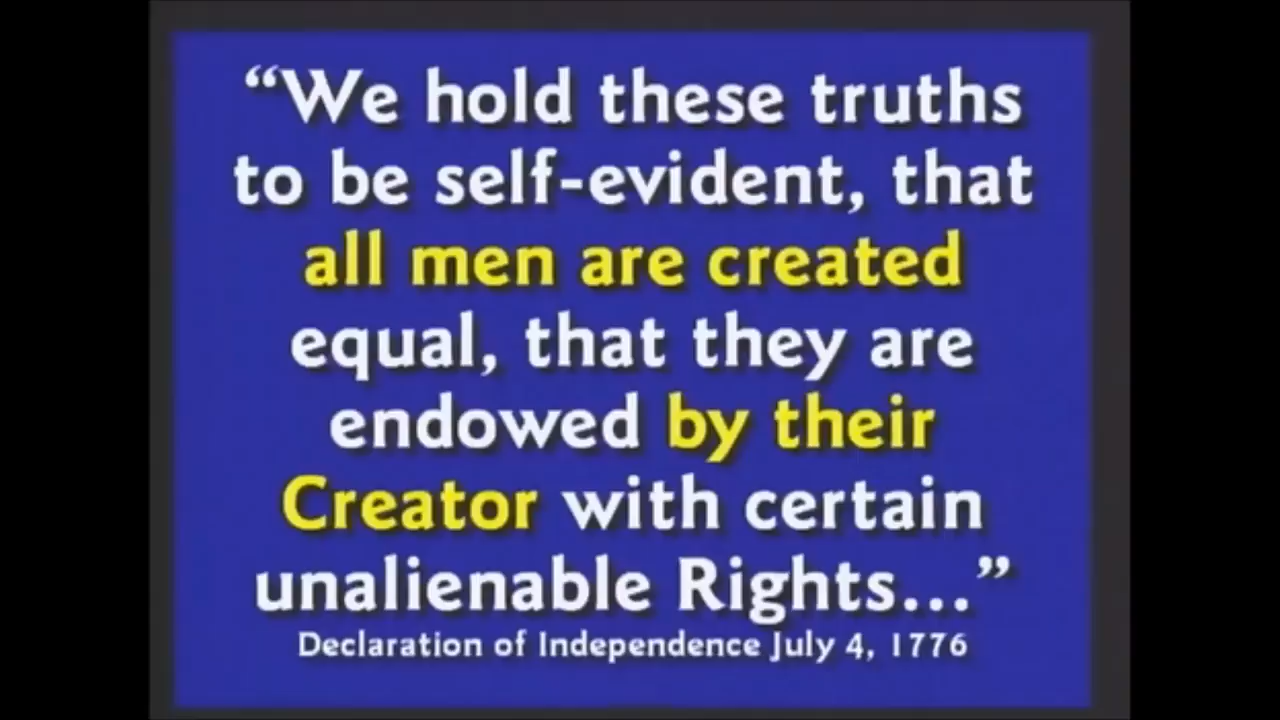 “We hold these truths
to be self-evident, that
all men are created
equal, that they are
endowed by their
Creator with certain
unalienable Rights...”
Declaration of Independence July 4, 1776